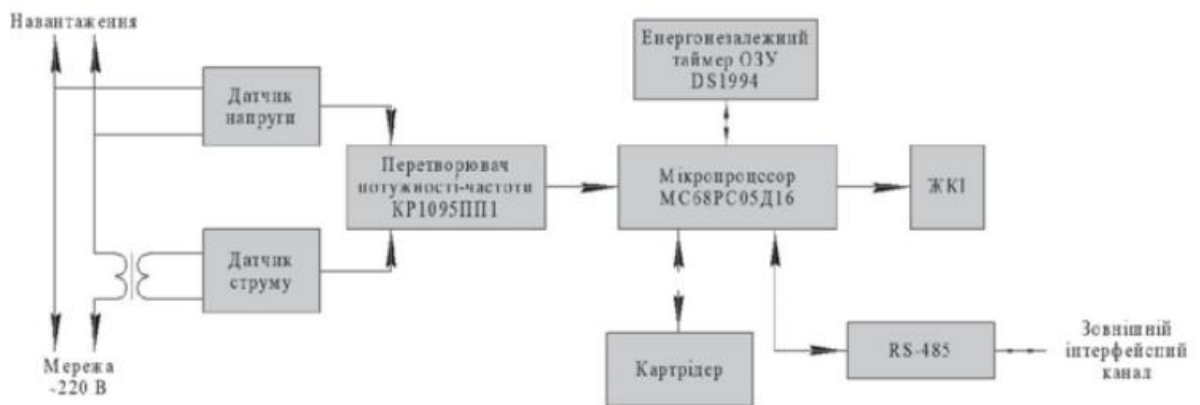 Навантаження
Датчик
напруги
Енергонезалежний
таймер ОЗУ
DS1994
Перетворювач
потужності-частоти
КР1095ПП1
Мікропроцесор
МС68РС05Д16
ЖКІ
Датчик
струму
Мережа
~220 В
Картрідер
RS-485
Зовнішній
інтерфейсний
канал